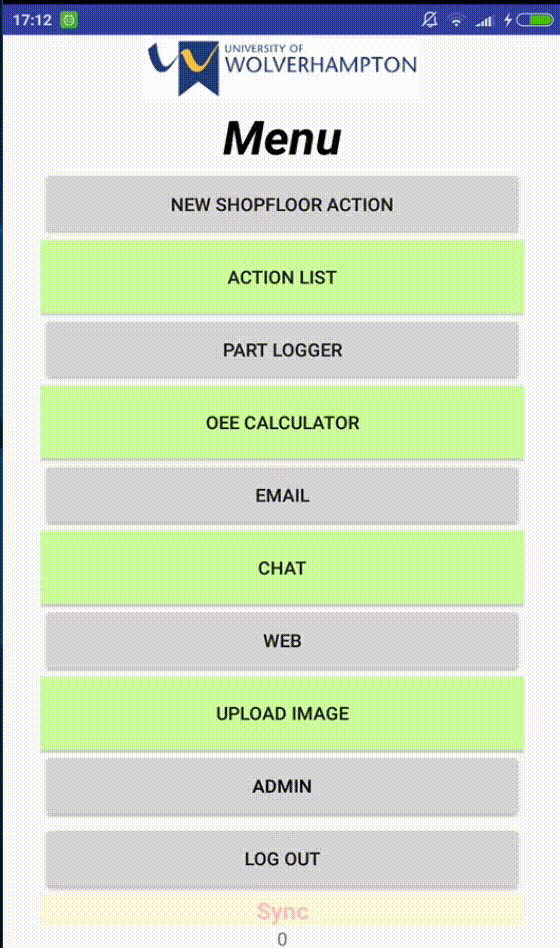 17:12
UNIVERSITY OF
WOLVERHAMPTON
Menu
NEW SHOPFLOOR ACTION
ACTION LIST
PART LOGGER
OEE CALCULATOR
EMAIL
CHAT
WEB
UPLOAD IMAGE
ADMIN
LOG OUT
Sync
0